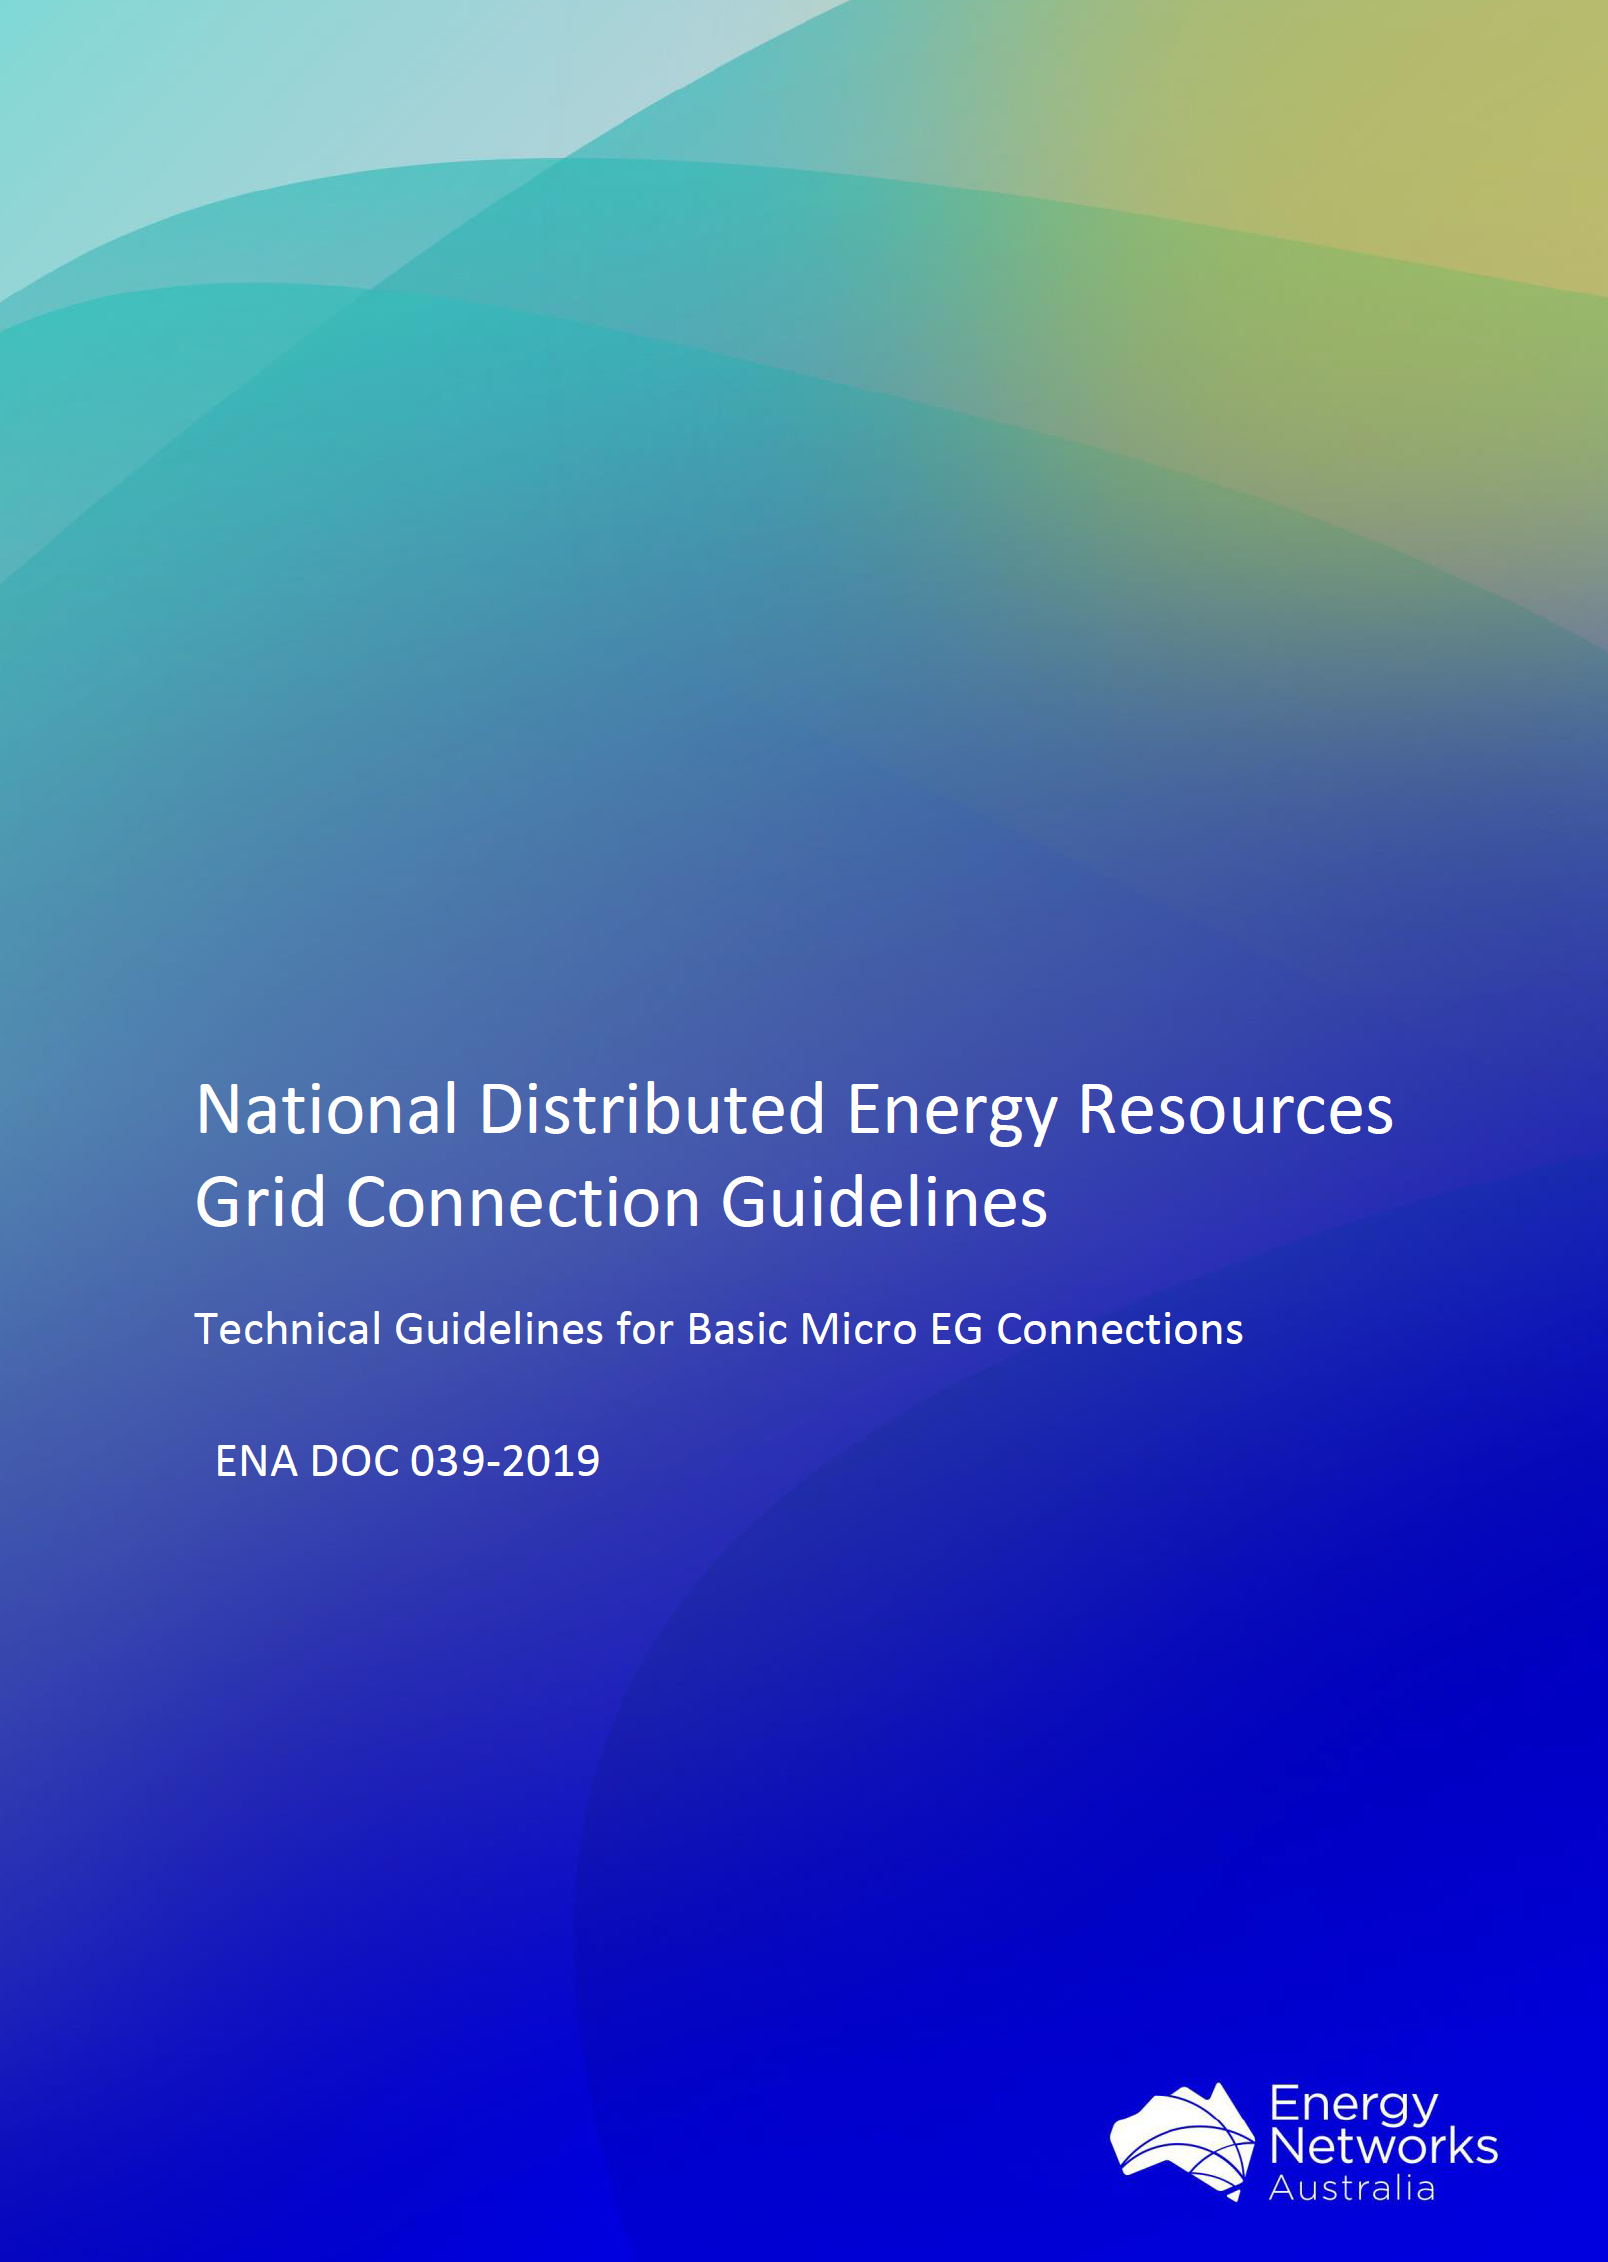 National Distributed Energy Resources
Grid Connection Guidelines
Technical Guidelines for Basic Micro EG Connections
ENA DOC 039-2019
Energy
Networks
Australia